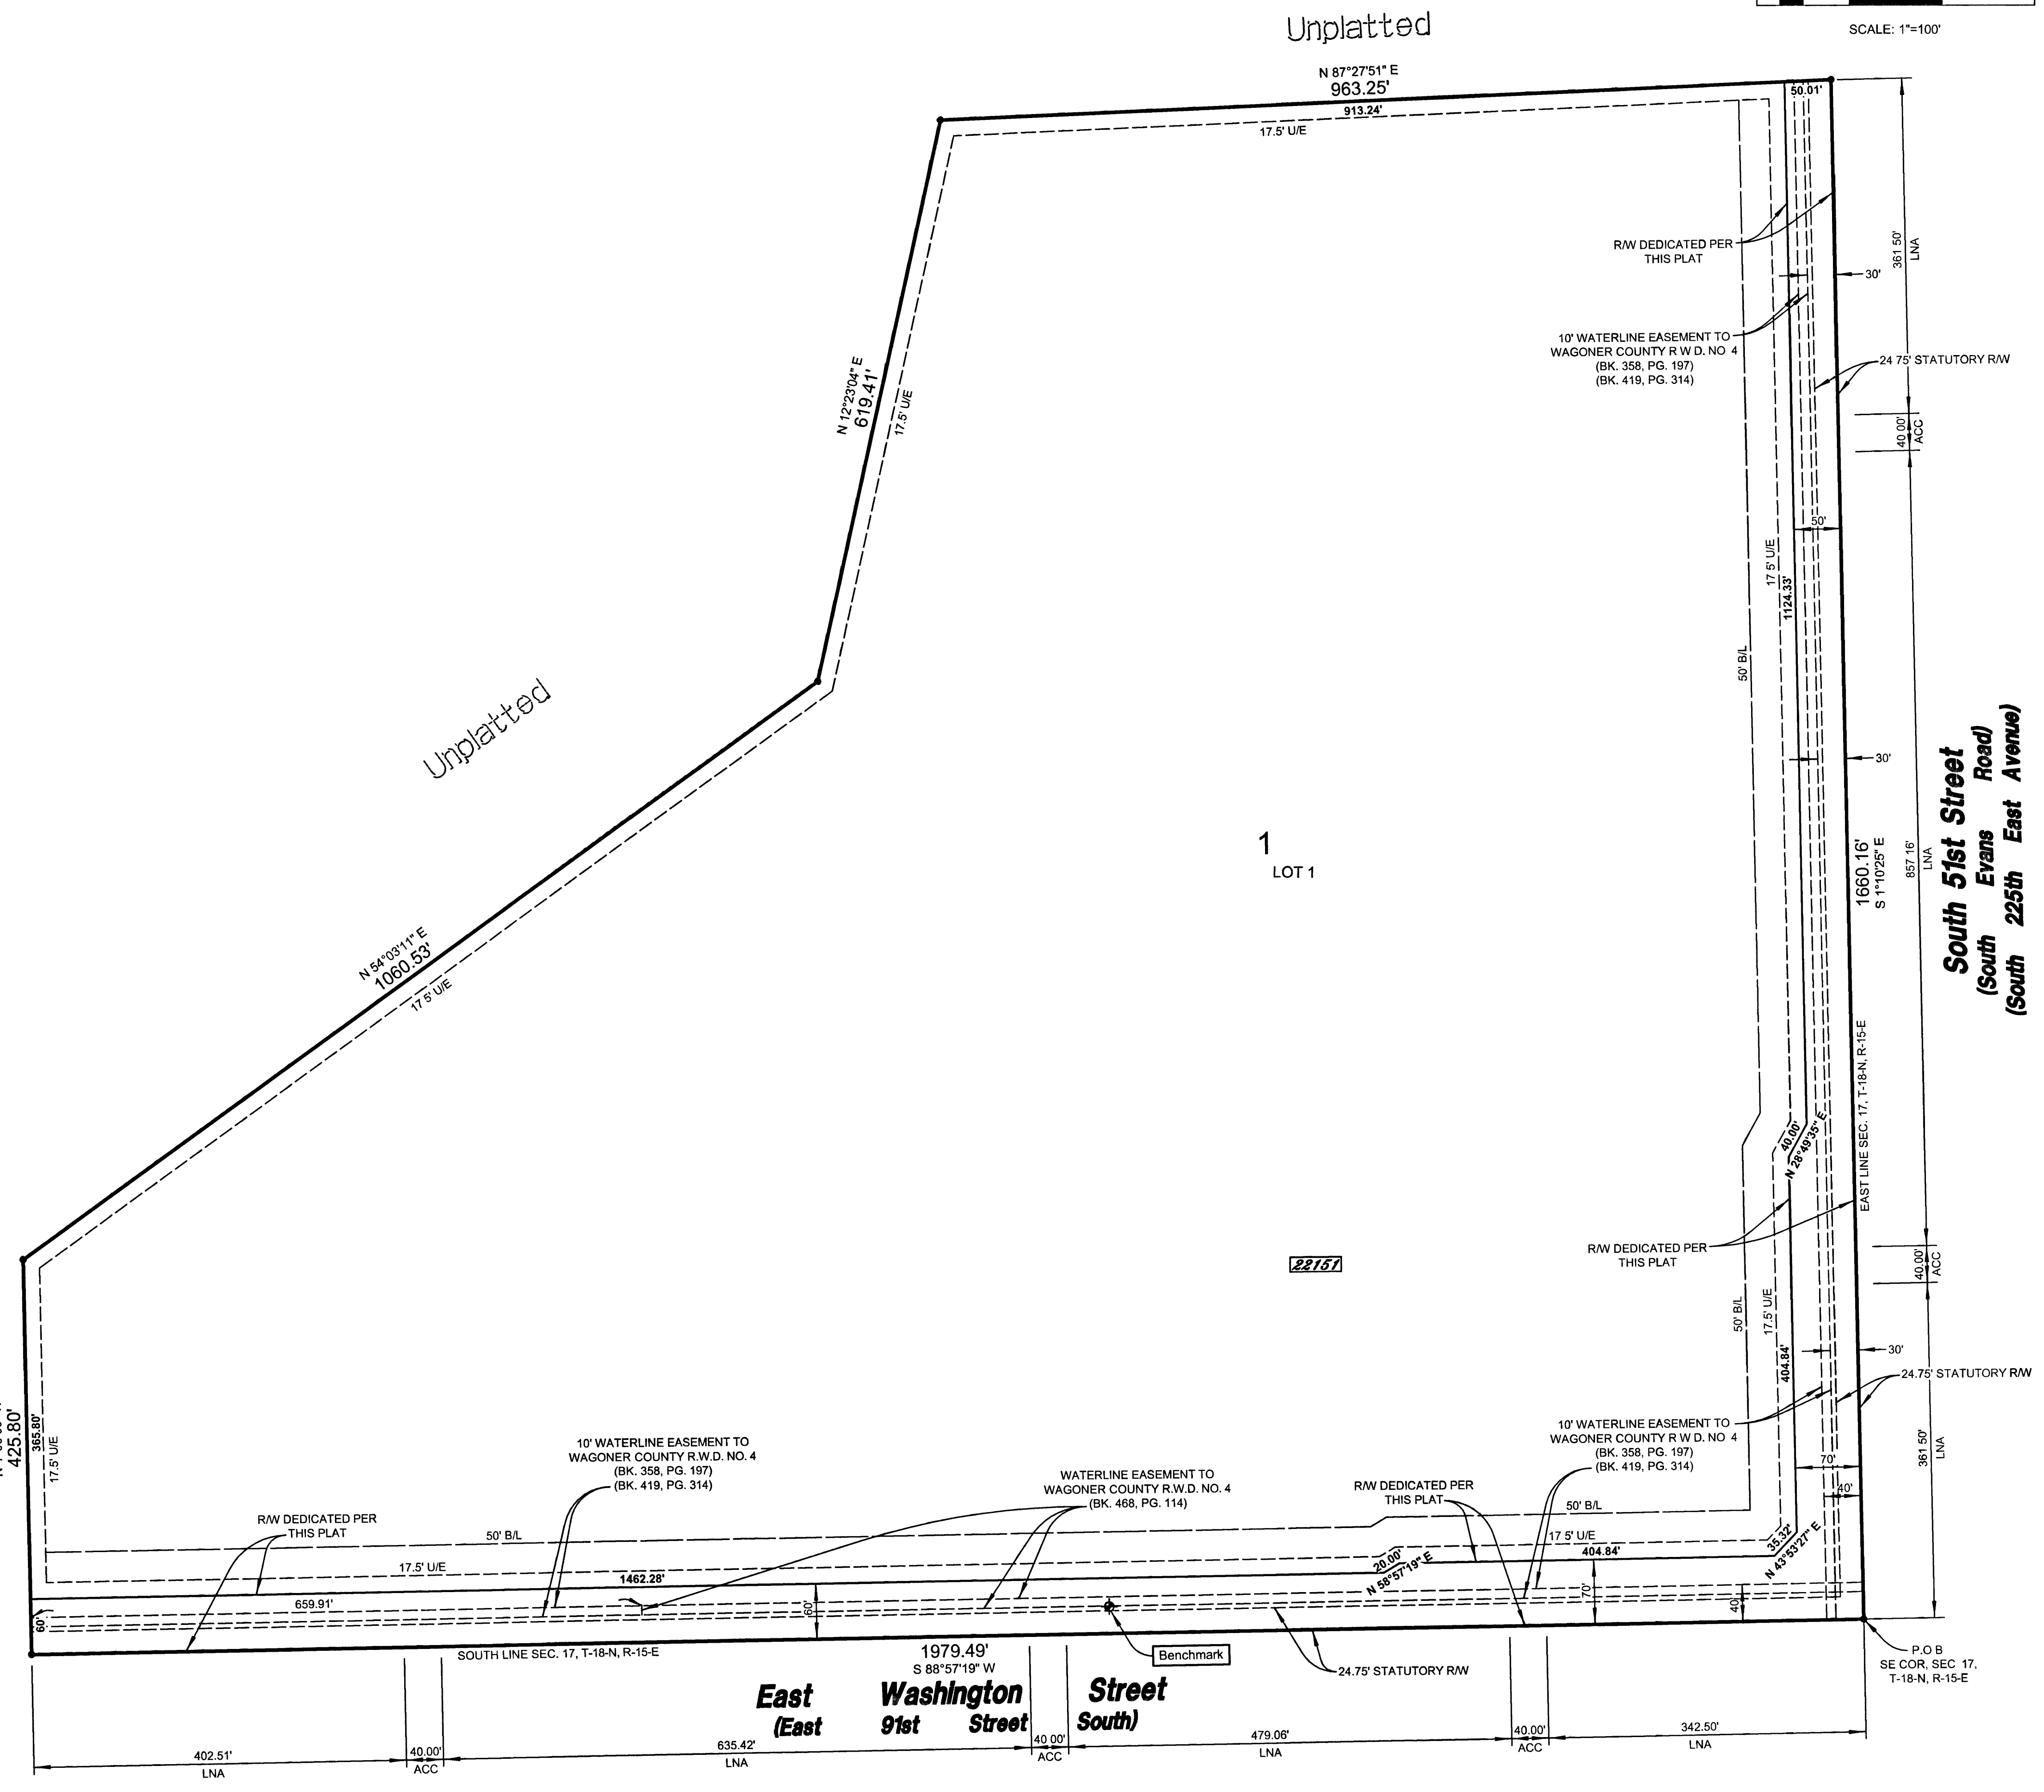 Unplatted
SCALE: 1"=100'
N 87°27'51" E
963.25'
50.01'
913.24'
17.5' U/E
R/W DEDICATED PER
THIS PLAT
361 50'
LNA
30'
10' WATERLINE EASEMENT TO
WAGONER COUNTY R W D. NO 4
(BK. 358, PG. 197)
(BK. 419, PG. 314)
24 75' STATUTORY R/W
N 12°23'04" E
619.41'
17.5' U/E
40 00'
ACC
50'
17 5' U/E
1124.33'
50' B/L
Unplatted
30'
South 51st Street
(South Evans Road)
(South 225th East Avenue)
1660.16'
S 1°10'25" E
857 16'
LNA
1
LOT 1
N 54°03'11" E
1060.53'
17 5' U/E
EAST LINE SEC. 17, T-18-N, R-15-E
40.00'
N 28°49'35" E
R/W DEDICATED PER
THIS PLAT
22151
40.00'
ACC
50' B/L
17.5' U/E
404.84'
30'
24.75' STATUTORY R/W
425.80'
365.80'
17.5' U/E
10' WATERLINE EASEMENT TO
WAGONER COUNTY R.W.D. NO. 4
(BK. 358, PG. 197)
(BK. 419, PG. 314)
WATERLINE EASEMENT TO
WAGONER COUNTY R.W.D. NO. 4
(BK. 468, PG. 114)
10' WATERLINE EASEMENT TO
WAGONER COUNTY R W D. NO 4
(BK. 358, PG. 197)
(BK. 419, PG. 314)
361 50'
LNA
70'
40'
R/W DEDICATED PER
THIS PLAT
R/W DEDICATED PER
THIS PLAT
50' B/L
50' B/L
17 5' U/E
17.5' U/E
35.32'
N 43°53'27" E
404.84'
20.00'
N 58°57'19" E
1462.28'
659.91'
60'
60'
70'
40'
SOUTH LINE SEC. 17, T-18-N, R-15-E
1979.49'
S 88°57'19" W
Benchmark
24.75' STATUTORY R/W
P.O B
SE COR, SEC 17,
T-18-N, R-15-E
East Washington Street
(East 91st Street South)
402.51'
LNA
40.00'
ACC
635.42'
LNA
40 00'
ACC
479.06'
LNA
40.00'
ACC
342.50'
LNA